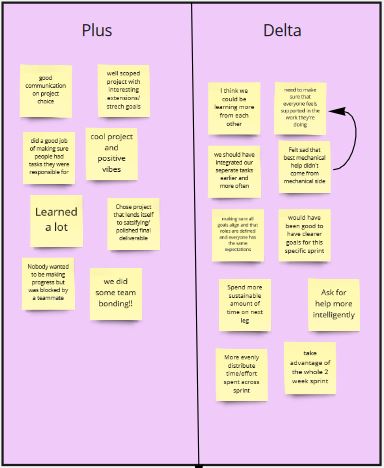 Plus
good
communication
on project
choice
well scoped
project with
interesting
extensions/
strech goals
did a good job
of making sure
people had
tasks they were
responsible for
cool project
and
positive
vibes
Learned
a lot
Chose project
that lends itself
to satsifying/
polished final
deliverable
Nobody wanted
to be making
progress but
was blocked by
a teammate
we did
some team
bonding!!
Delta
I think we
could be
learning more
from each
other
need to make
sure that
everyone feels
supported in the
work they're
doing
we should have
integrated our
seperate tasks
earlier and
more often
Felt sad that
best mechanical
help didn't
come from
mechanical side
making sure all
goals align and that
roles are defined
and everyone has
the same
expectations
would have
been good to
have clearer
goals for this
specific sprint
Spend more
sustainable
amount of
time on next
leg
Ask for
help more
intelligently
More evenly
distribute
time/effort
spent across
sprint
take
advantage of
the whole 2
week sprint